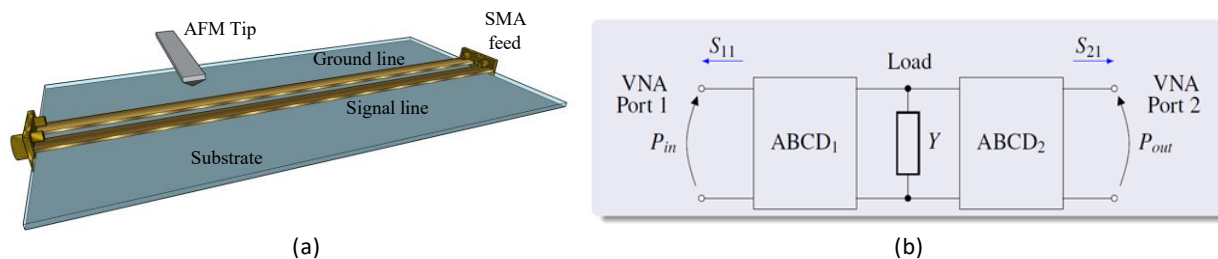 AFM Tip
SMA
feed
Ground line
Signal line
Substrate
(a)
S11
S21
Load
VNA
Port 1
VNA
Port 2
Pin
ABCD1
Y
ABCD2
Pout
(b)